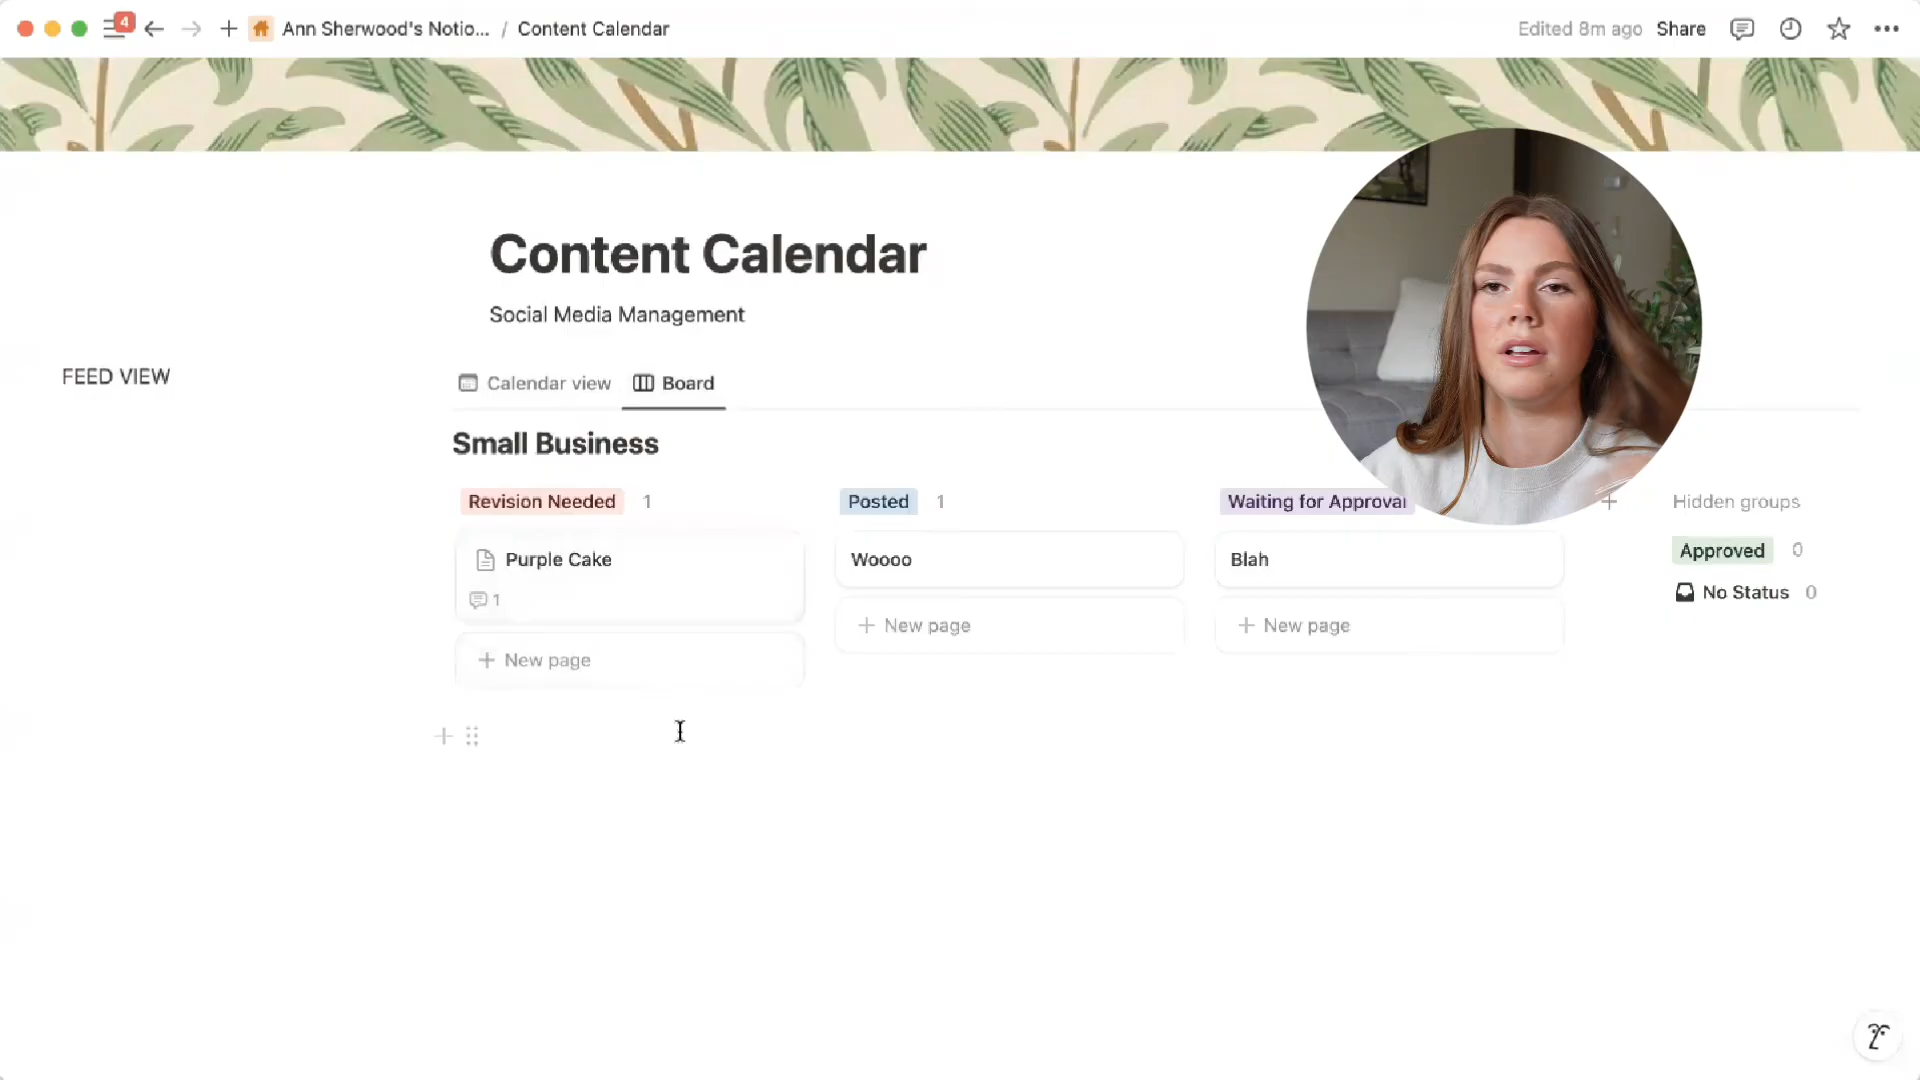 4
Ann Sherwood's Notio... / Content Calendar
Edited 8m ago Share
Content Calendar
Social Media Management
FEED VIEW
Calendar view Board
Small Business
Revision Needed 1
Posted 1
Waiting for Approval
Hidden groups
Purple Cake
1
+ New page
Woooo
+ New page
Blah
+ New page
Approved 0
No Status 0